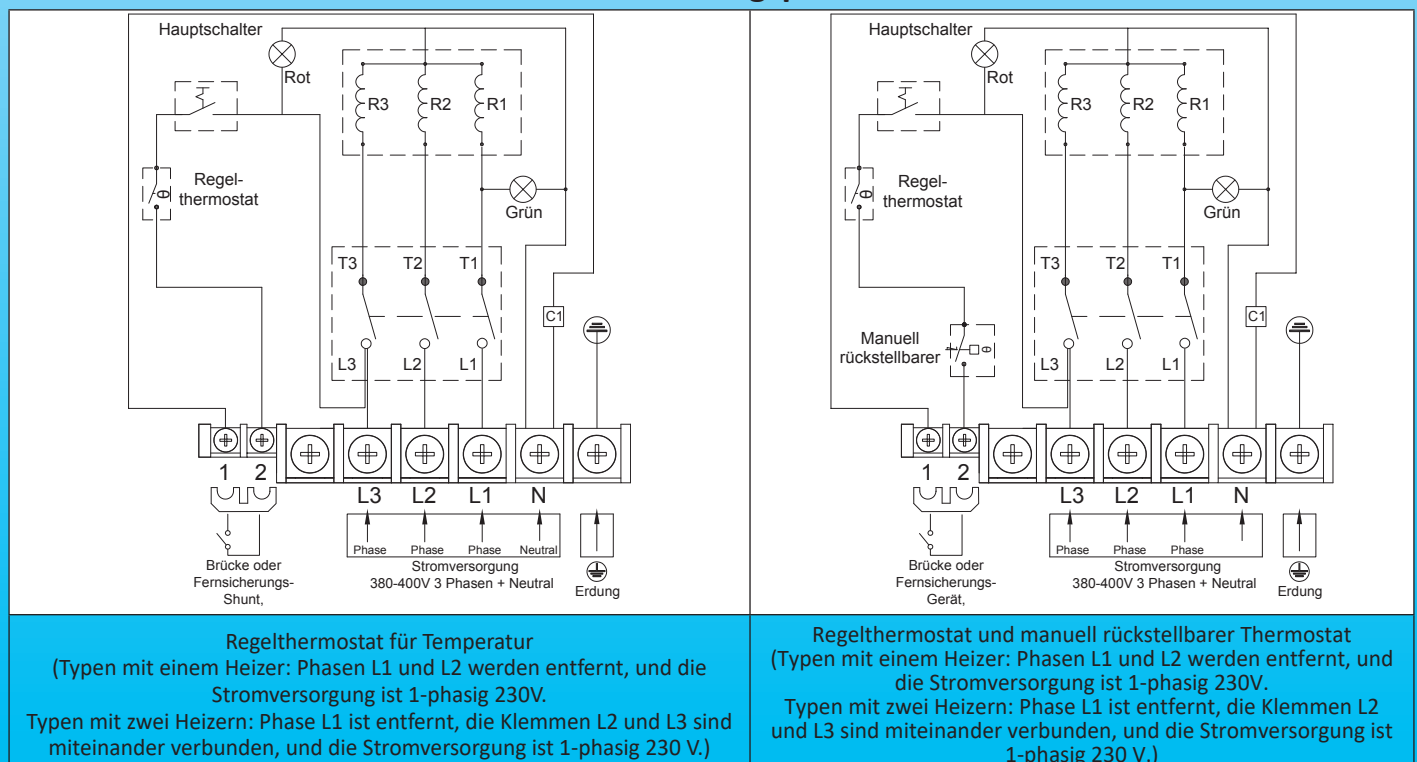 Hauptschalter
Rot
R3 R2 R1
Regel-
thermostat
Grün
T3 T2 T1
C1
L3 L2 L1
1 2 L3 L2 L1 N
Phase Phase Phase Neutral
Brücke oder
Fernsicherungs-
Shunt,
Stromversorgung
380-400V 3 Phasen + Neutral
Erdung
Regelthermostat für Temperatur
(Typen mit einem Heizer: Phasen L1 und L2 werden entfernt, und die
Stromversorgung ist 1-phasig 230V.
Typen mit zwei Heizern: Phase L1 ist entfernt, die Klemmen L2 und L3 sind
miteinander verbunden, und die Stromversorgung ist 1-phasig 230 V.)
Hauptschalter
Rot
R3 R2 R1
Regel-
thermostat
Grün
T3 T2 T1
C1
Manuell
rückstellbarer
θ
L3 L2 L1
1 2 L3 L2 L1 N
Phase Phase Phase
Brücke oder
Fernsicherungs-
Gerät,
Stromversorgung
380-400V 3 Phasen + Neutral
Erdung
Regelthermostat und manuell rückstellbarer Thermostat
(Typen mit einem Heizer: Phasen L1 und L2 werden entfernt, und
die Stromversorgung ist 1-phasig 230V.
Typen mit zwei Heizern: Phase L1 ist entfernt, die Klemmen L2
und L3 sind miteinander verbunden, und die Stromversorgung ist
1-phasig 230 V.)